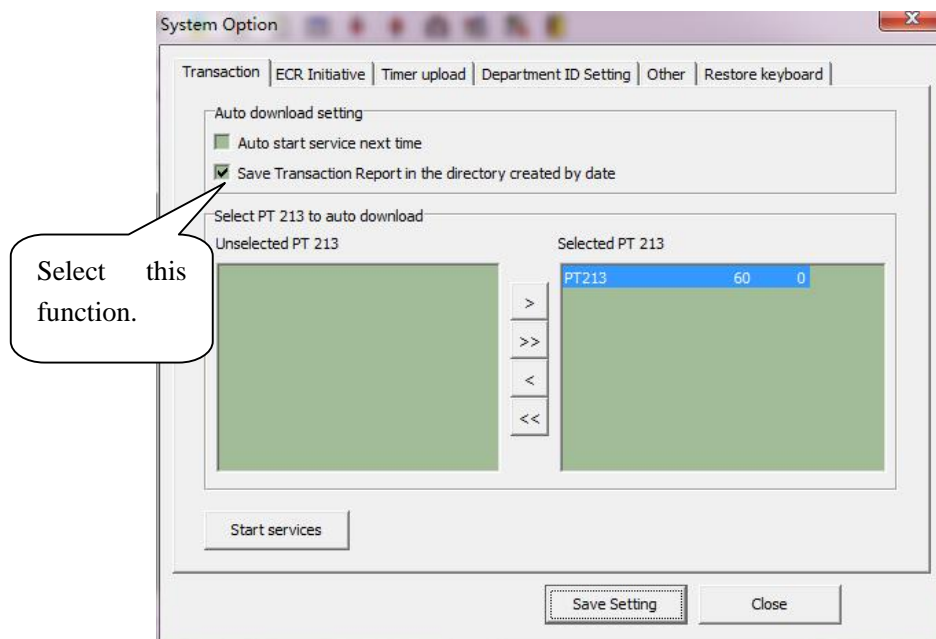 System Option
Transaction ECR Initiative Timer upload Department ID Setting Other Restore keyboard
Auto download setting
Auto start service next time
Save Transaction Report in the directory created by date
Select this
function.
Select PT 213 to auto download
Unselected PT 213 Selected PT 213
PT213 60 0
>
>>
<
<<
Start services
Save Setting Close